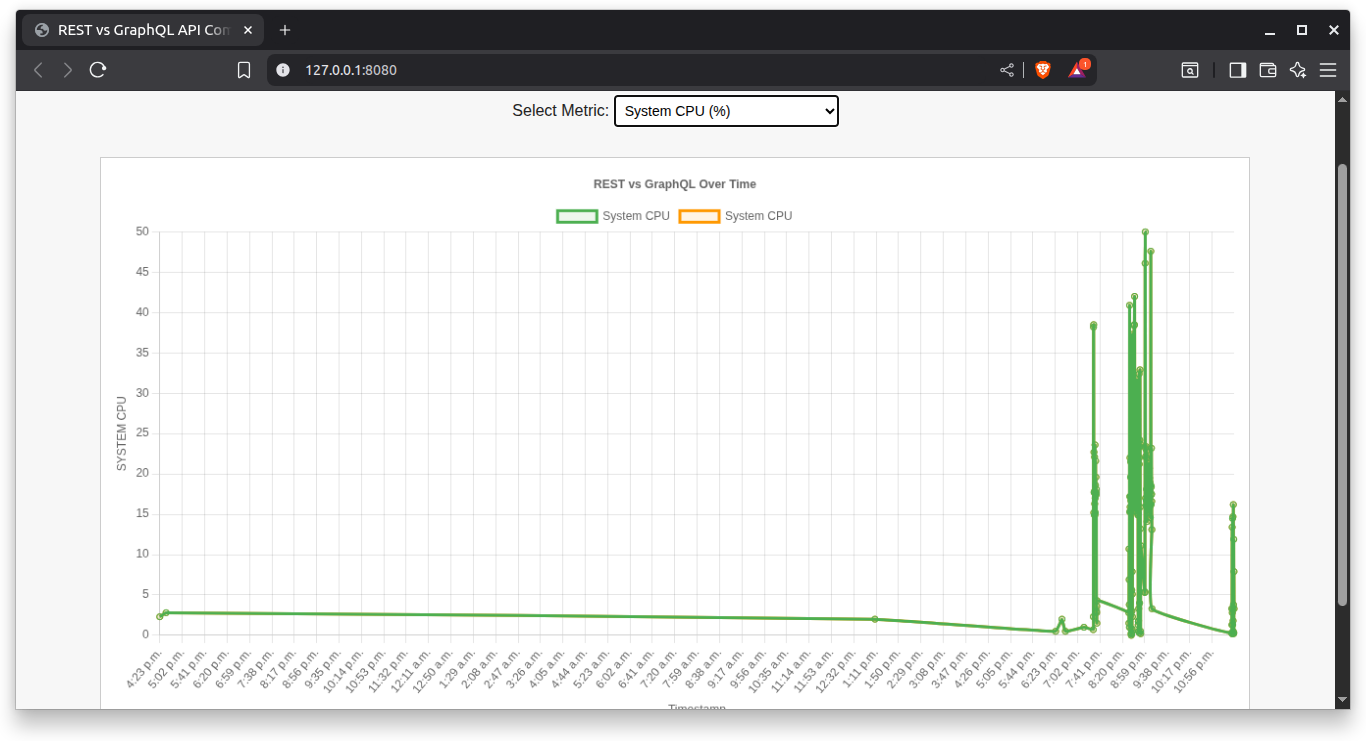 REST vs GraphQL API Con
127.0.0.1:8080
1
Select Metric: System CPU (%)
REST vs GraphQL Over Time
System CPU System CPU
50
45
40
35
30
25
20
15
10
5
0
SYSTEM CPU
4:23 p.m.
5:02 p.m.
5:41 p.m.
6:20 p.m.
6:59 p.m.
7:38 p.m.
8:17 p.m.
8:56 p.m.
9:35 p.m.
10:14 p.m.
10:53 p.m.
11:32 p.m.
12:11 a.m.
12:50 a.m.
1:29 a.m.
2:08 a.m.
2:47 a.m.
3:26 a.m.
4:05 a.m.
4:44 a.m.
5:23 a.m.
6:02 a.m.
6:41 a.m.
7:20 a.m.
7:59 a.m.
8:38 a.m.
9:17 a.m.
9:56 a.m.
10:35 a.m.
11:14 a.m.
11:53 a.m.
12:32 p.m.
1:11 p.m.
1:50 p.m.
2:29 p.m.
3:08 p.m.
3:47 p.m.
4:26 p.m.
5:05 p.m.
5:44 p.m.
6:23 p.m.
7:02 p.m.
7:41 p.m.
8:20 p.m.
8:59 p.m.
9:38 p.m.
10:17 p.m.
10:56 p.m.
Timestamp